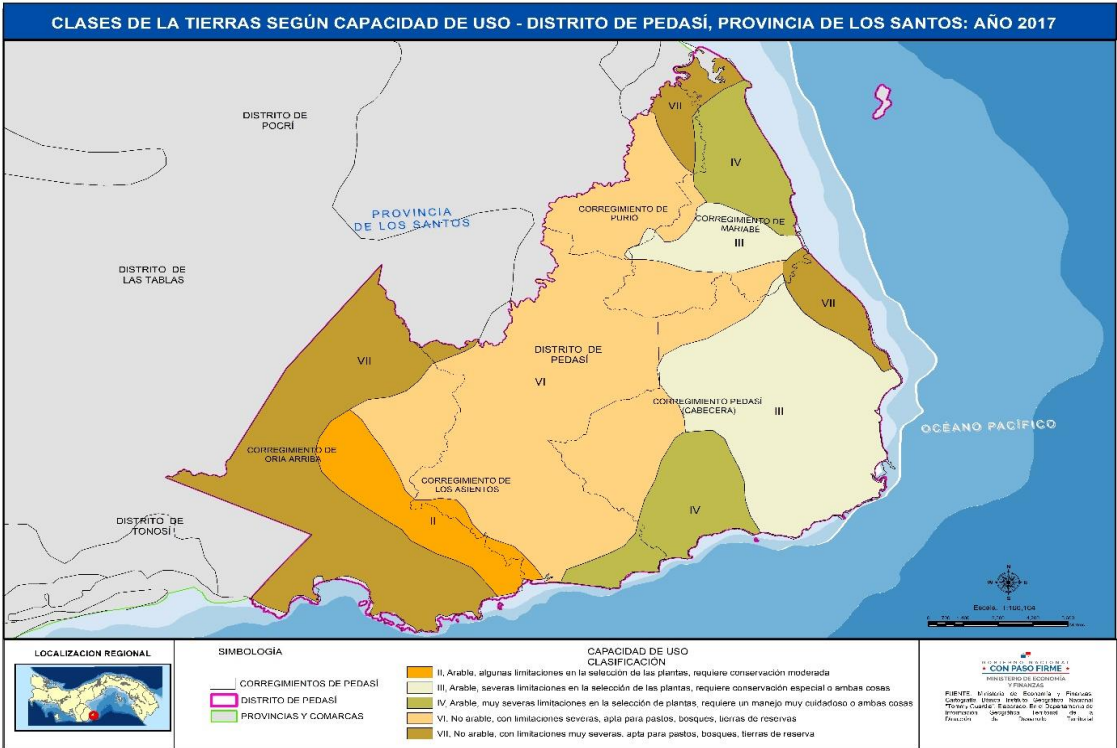 CLASES DE LA TIERRAS SEGÚN CAPACIDAD DE USO - DISTRITO DE PEDASÍ, PROVINCIA DE LOS SANTOS: AÑO 2017
DISTRITO DE
POCRÍ
VII
IV
PROVINCIA
DE LOS SANTOS
CORREGIMIENTO DE
PURIO
CORREGIMIENTO DE
MARIABÉ
III
DISTRITO DE
LAS TABLAS
VII
VII
DISTRITO DE
PEDASÍ
VI
CORREGIMIENTO PEDASÍ
(CABECERA)
III
OCÉANO PACÍFICO
CORREGIMIENTO DE
ORIA ARRIBA
CORREGIMIENTO DE
LOS ASIENTOS
II
IV
DISTRITO DE
TONOSÍ
N
W E
S
LOCALIZACION REGIONAL
SIMBOLOGÍA
CORREGIMIENTOS DE PEDASÍ
DISTRITO DE PEDASÍ
PROVINCIAS Y COMARCAS
CAPACIDAD DE USO
CLASIFICACIÓN
II, Arable, algunas limitaciones en la selección de las plantas, requiere conservación moderada
III, Arable, severas limitaciones en la selección de las plantas, requiere conservación especial o ambas cosas
IV, Arable, muy severas limitaciones en la selección de plantas, requiere un manejo muy cuidadoso o ambas cosas
VI. No arable, con limitaciones severas, apta para pastos, bosques, tierras de reservas
VII, No arable, con limitaciones muy severas, apta para pastos, bosques, tierras de reserva
GOBIERNO NACIONAL
CON PASO FIRME
MINISTERIO DE ECONOMÍA
Y FINANZAS
FUENTE: Ministerio de Economía y Finanzas.